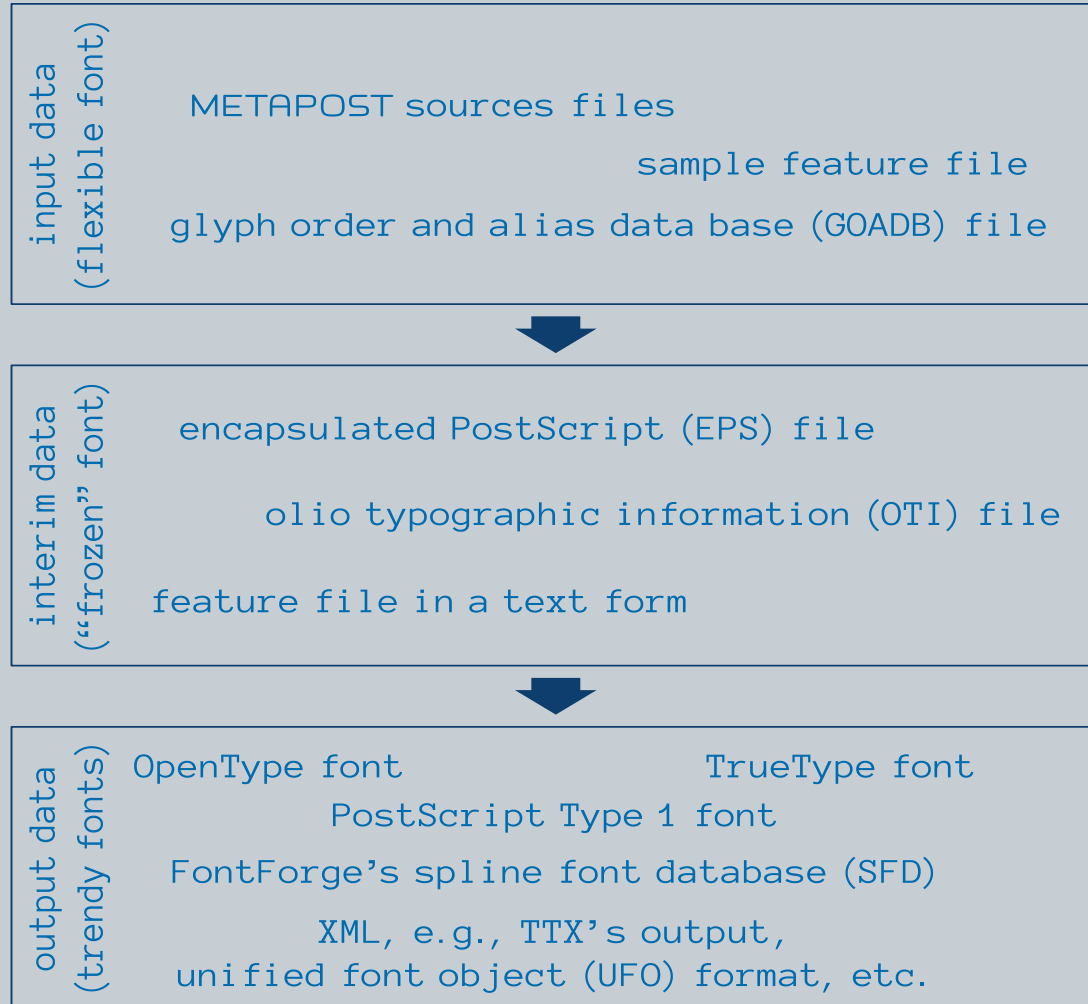 input data
(flexible font)
METAPOST sources files
sample feature file
glyph order and alias data base (GOADB) file
interim data
(“frozen” font)
encapsulated PostScript (EPS) file
olio typographic information (OTI) file
feature file in a text form
output data
(trendy fonts)
OpenType font TrueType font
PostScript Type 1 font
FontForge’s spline font database (SFD)
XML, e.g., TTX’s output,
unified font object (UFO) format, etc.